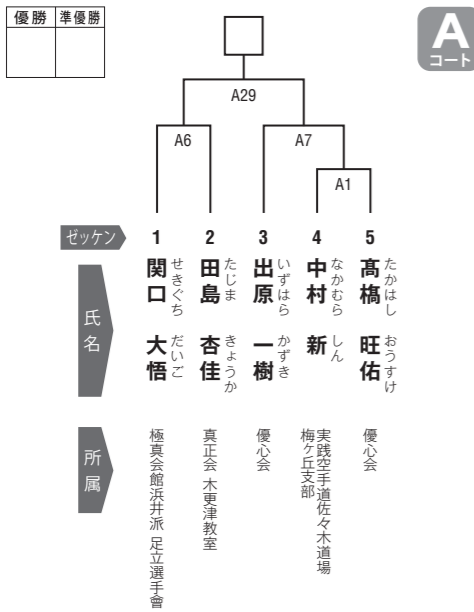 優勝 準優勝
A
コート
A29
A6
A7
A1
ゼッケン
1 2 3 4 5
氏名
関口 大悟
せきぐち だいご
田島 杏佳
たじま きょうか
出原 一樹
いずはら かずき
中村 新
なかむら しん
髙橋 旺佑
たかはし おうすけ
所属
極真会館浜井派 足立選手會
真正会 木更津教室
優心会
実践空手道佐々木道場
梅ケ丘支部
優心会